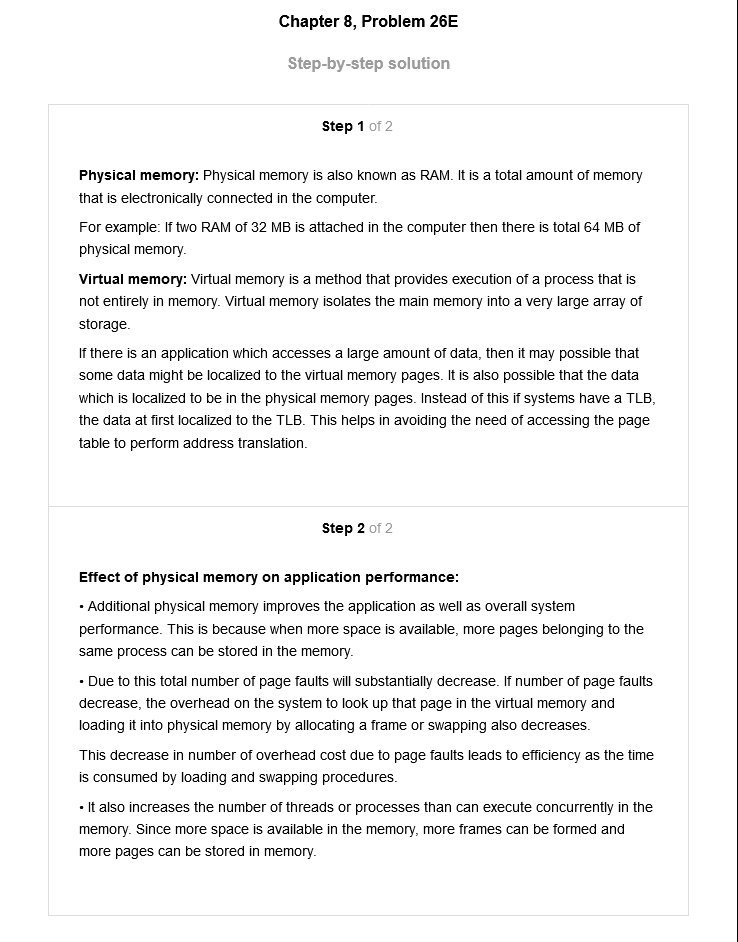 Chapter 8, Problem 26E
Step-by-step solution
Step 1 of 2
Physical memory: Physical memory is also known as RAM. It is a total amount of memory
that is electronically connected in the computer.
For example: If two RAM of 32 MB is attached in the computer then there is total 64 MB of
physical memory.
Virtual memory: Virtual memory is a method that provides execution of a process that is
not entirely in memory. Virtual memory isolates the main memory into a very large array of
storage.
If there is an application which accesses a large amount of data, then it may possible that
some data might be localized to the virtual memory pages. It is also possible that the data
which is localized to be in the physical memory pages. Instead of this if systems have a TLB,
the data at first localized to the TLB. This helps in avoiding the need of accessing the page
table to perform address translation.
Step 2 of 2
Effect of physical memory on application performance:
• Additional physical memory improves the application as well as overall system
performance. This is because when more space is available, more pages belonging to the
same process can be stored in the memory.
• Due to this total number of page faults will substantially decrease. If number of page faults
decrease, the overhead on the system to look up that page in the virtual memory and
loading it into physical memory by allocating a frame or swapping also decreases.
This decrease in number of overhead cost due to page faults leads to efficiency as the time
is consumed by loading and swapping procedures.
• It also increases the number of threads or processes than can execute concurrently in the
memory. Since more space is available in the memory, more frames can be formed and
more pages can be stored in memory.